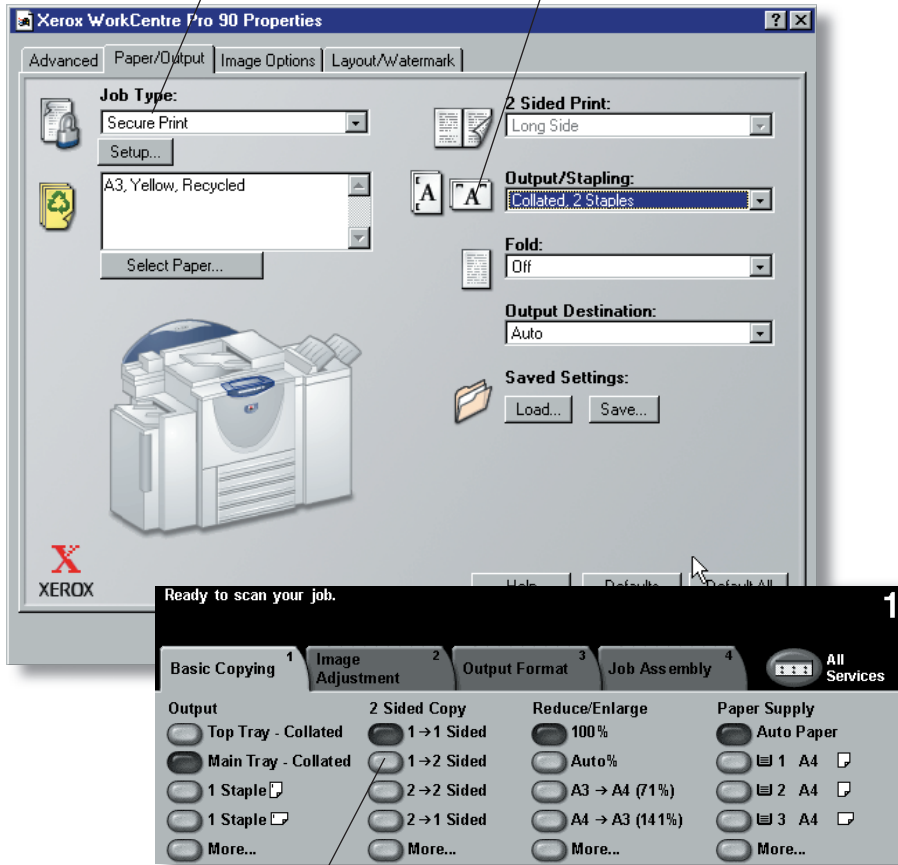 Xerox WorkCentre Pro 90 Properties
Advanced Paper/Output Image Options Layout/Watermark
Job Type:
Secure Print
Setup...
A3, Yellow, Recycled
Select Paper...
2 Sided Print:
Long Side
Output/Stapling:
Collated, 2 Staples
Fold:
Off
Output Destination:
Auto
Saved Settings:
Load... Save...
X
XEROX
Help Defaults Default All
Ready to scan your job.
1
Basic Copying 1
Image Adjustment 2
Output Format 3
Job Assembly 4
All Services
Output
Top Tray - Collated
Main Tray - Collated
1 Staple
1 Staple
More...
2 Sided Copy
1→1 Sided
1→2 Sided
2→2 Sided
2→1 Sided
More...
Reduce/Enlarge
100%
Auto%
A3 → A4 (71%)
A4 → A3 (141%)
More...
Paper Supply
Auto Paper
1 A4
2 A4
3 A4
More...